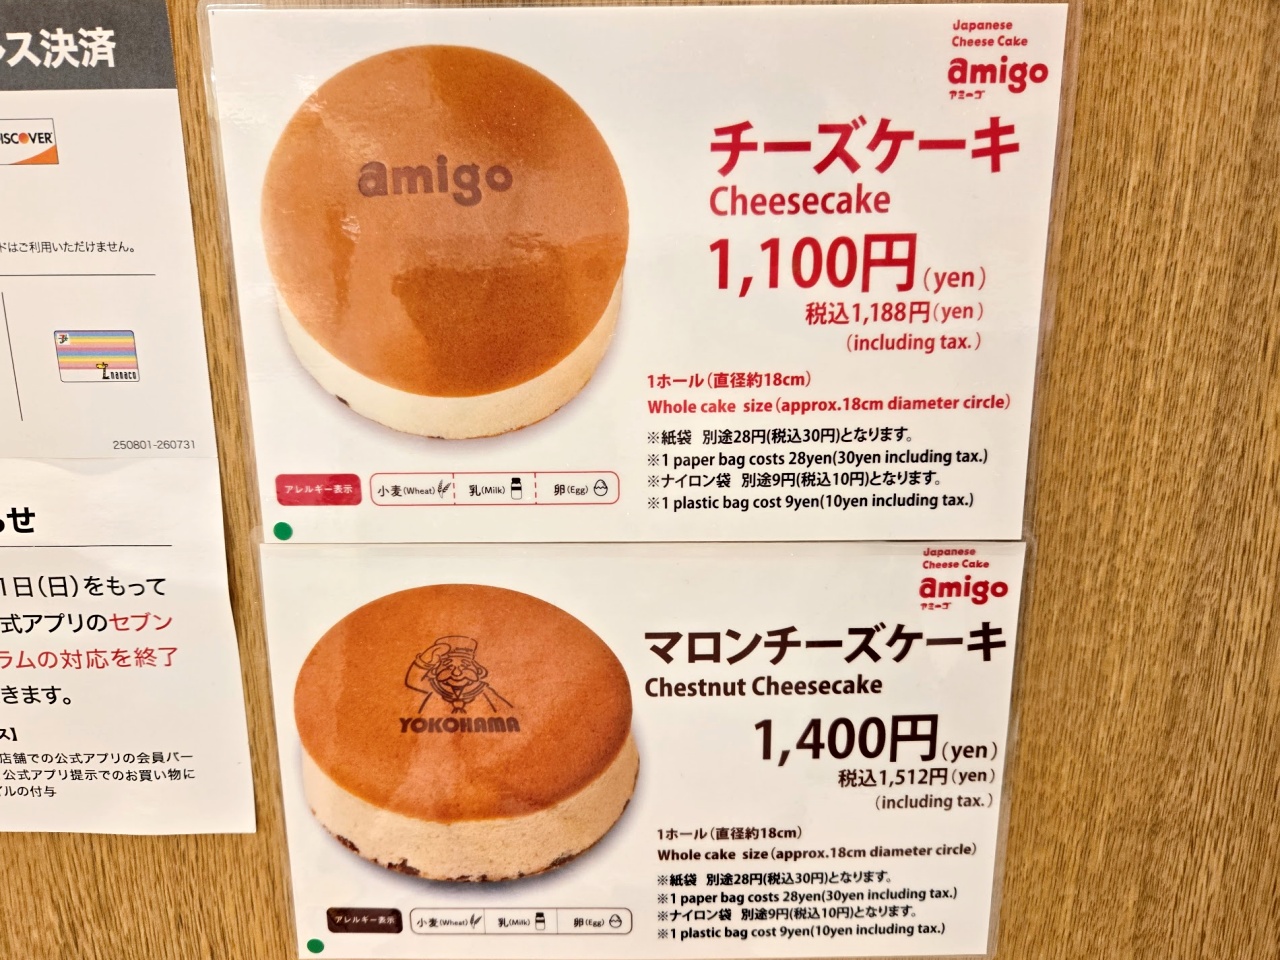 ス決済
DISCOVER
ドはご利用いただけません。
nanaco
250801-260731
らせ
1日(日)をもって
式アプリのセブン
ラムの対応を終了
きます。
ス】
店舗での公式アプリの会員バー
公式アプリ提示でのお買い物に
イルの付与
Japanese
Cheese Cake
amigo
アミーゴ
amigo
チーズケーキ
Cheesecake
1,100円(yen)
税込1,188円(yen)
(including tax.)
1ホール(直径約18cm)
Whole cake size(approx.18cm diameter circle)
※紙袋 別途28円(税込30円)となります。
※1 paper bag costs 28yen(30yen including tax.)
※ナイロン袋 別途9円(税込10円)となります。
※1 plastic bag cost 9yen(10yen including tax.)
アレルギー表示 小麦(Wheat) 乳(Milk) 卵(Egg)
Japanese
Cheese Cake
amigo
アミーゴ
YOKOHAMA
マロンチーズケーキ
Chestnut Cheesecake
1,400円(yen)
税込1,512円(yen)
(including tax.)
1ホール(直径約18cm)
Whole cake size(approx.18cm diameter circle)
※紙袋 別途28円(税込30円)となります。
※1 paper bag costs 28yen(30yen including tax.)
※ナイロン袋 別途9円(税込10円)となります。
※1 plastic bag cost 9yen(10yen including tax.)
アレルギー表示 小麦(Wheat) 乳(Milk) 卵(Egg)